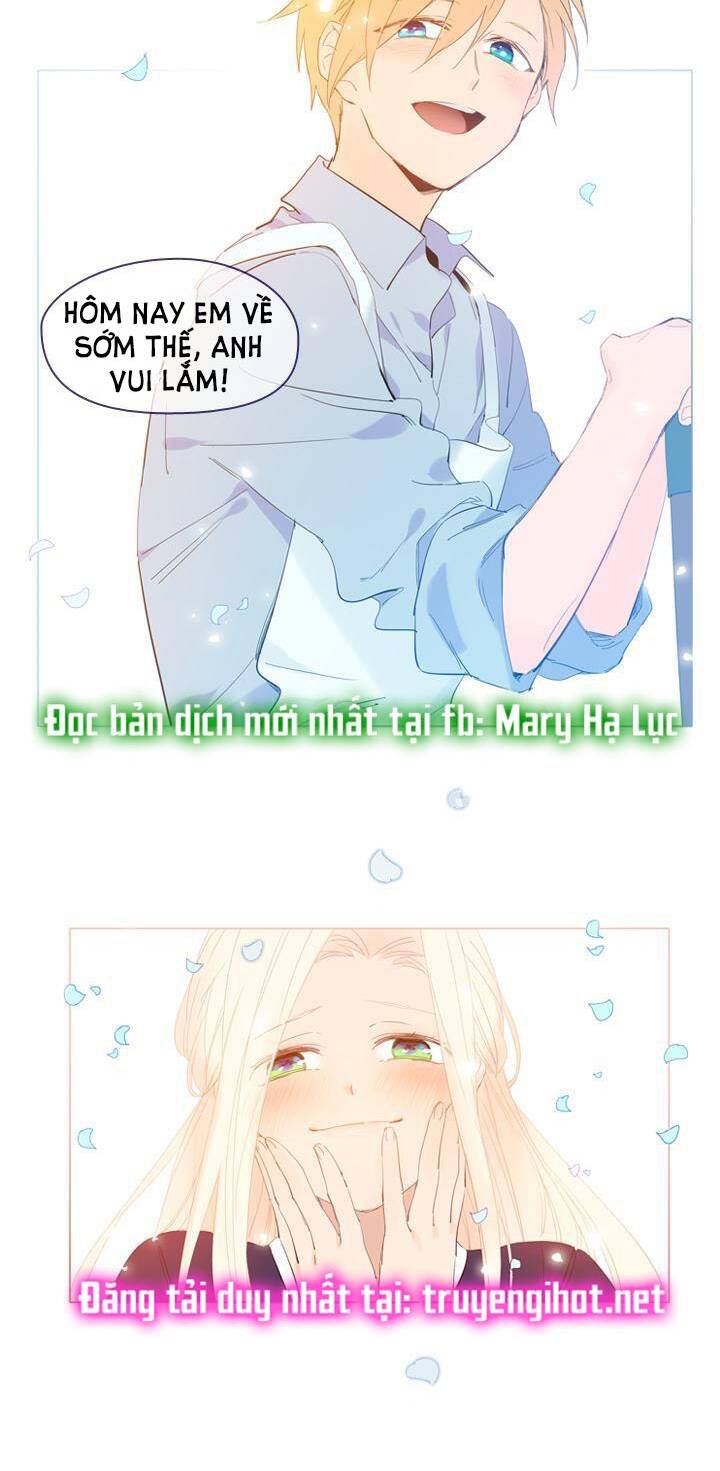 HÔM NAY EM VỀ
SỚM THẾ, ANH
VUI LẮM!
Đọc bản dịch mới nhất tại fb: Mary Hạ Lục
Đăng tải duy nhất tại: truyengihot.net